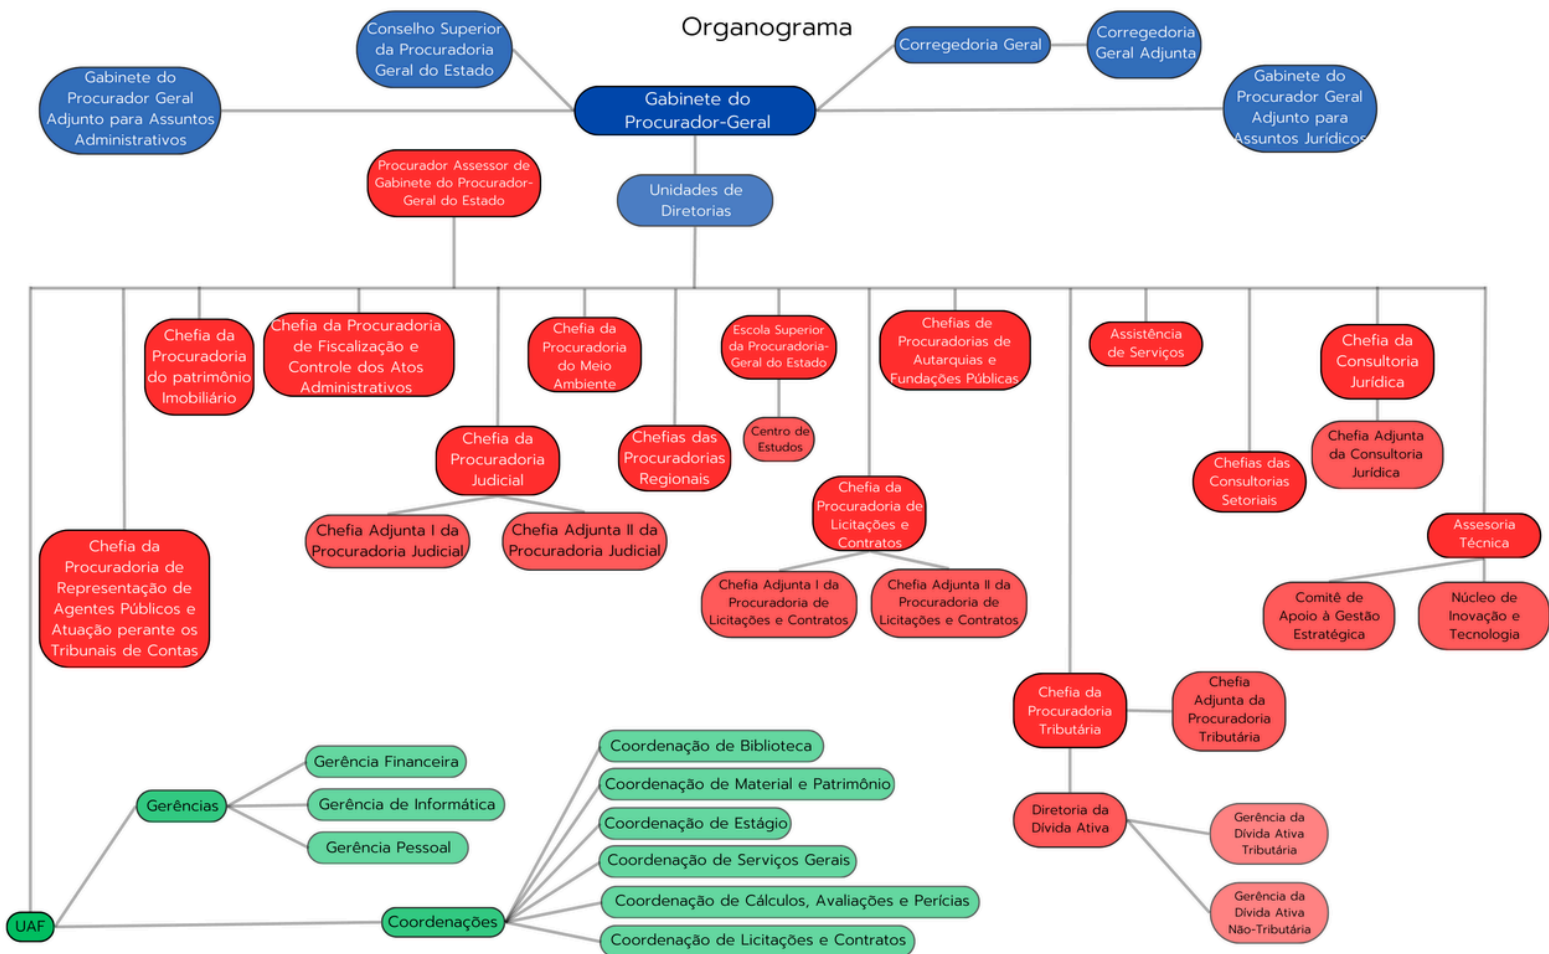 Organograma
Conselho Superior
da Procuradoria
Geral do Estado
Corregedoria Geral
Corregedoria
Geral Adjunta
Gabinete do
Procurador Geral
Adjunto para Assuntos
Administrativos
Gabinete do
Procurador-Geral
Gabinete do
Procurador Geral
Adjunto para
Assuntos Jurídicos
Procurador Assessor de
Gabinete do Procurador-
Geral do Estado
Unidades de
Diretorias
Chefia da
Procuradoria
do patrimônio
Imobiliário
Chefia da Procuradoria
de Fiscalização e
Controle dos Atos
Administrativos
Chefia da
Procuradoria
do Meio
Ambiente
Escola Superior
da Procuradoria-
Geral do Estado
Chefias de
Procuradorias de
Autarquias e
Fundações Públicas
Assistência
de Serviços
Chefia da
Consultoria
Jurídica
Chefia da
Procuradoria
Judicial
Chefias das
Procuradorias
Regionais
Centro de
Estudos
Chefia Adjunta
da Consultoria
Jurídica
Chefias das
Consultorias
Setoriais
Chefia da
Procuradoria de
Licitações e
Contratos
Chefia Adjunta I da
Procuradoria Judicial
Chefia Adjunta II da
Procuradoria Judicial
Assesoria
Técnica
Chefia da
Procuradoria de
Representação de
Agentes Públicos e
Atuação perante os
Tribunais de Contas
Chefia Adjunta I da
Procuradoria de
Licitações e Contratos
Chefia Adjunta II da
Procuradoria de
Licitações e Contratos
Comitê de
Apoio à Gestão
Estratégica
Núcleo de
Inovação e
Tecnologia
Chefia da
Procuradoria
Tributária
Chefia
Adjunta da
Procuradoria
Tributária
Diretoria da
Dívida Ativa
Gerência da
Dívida Ativa
Tributária
Gerência da
Dívida Ativa
Não-Tributária
Gerências
Gerência Financeira
Gerência de Informática
Gerência Pessoal
UAF
Coordenações
Coordenação de Biblioteca
Coordenação de Material e Patrimônio
Coordenação de Estágio
Coordenação de Serviços Gerais
Coordenação de Cálculos, Avaliações e Perícias
Coordenação de Licitações e Contratos